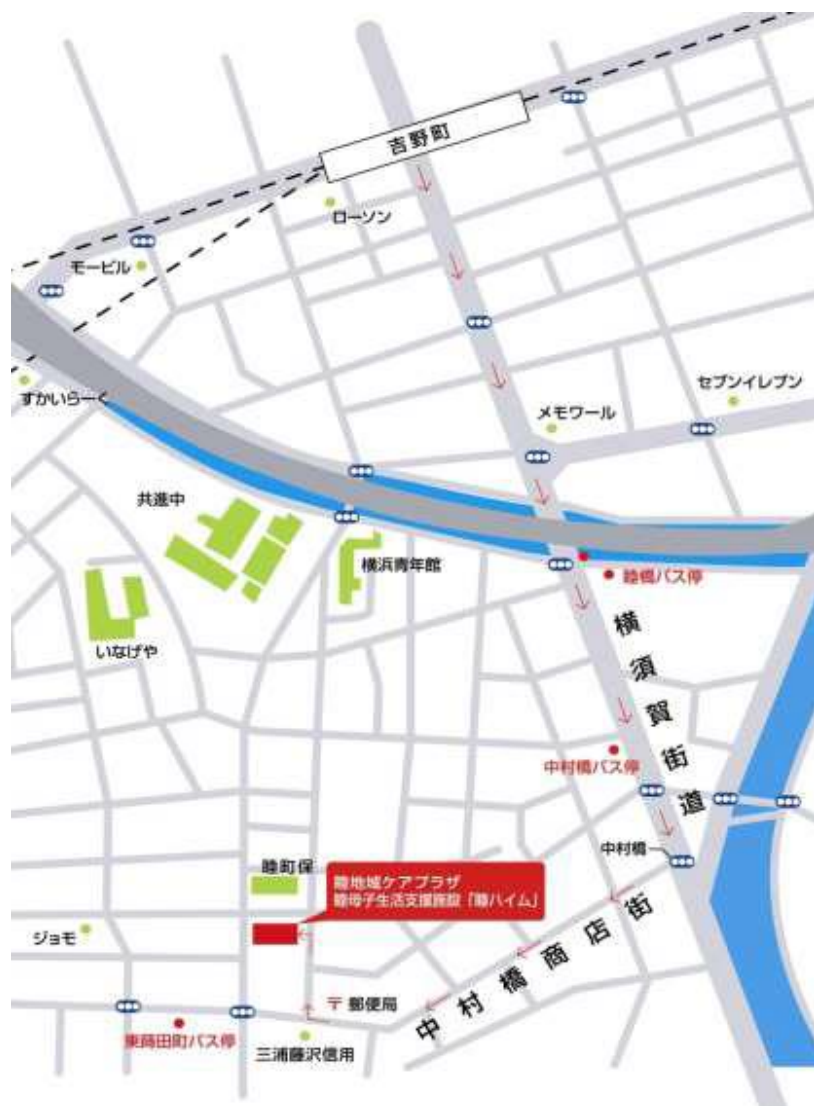 吉野町
ローソン
モービル
すかいらーく
セブンイレブン
メモワール
共進中
横浜青年館
睦橋バス停
いなげや
横須賀街道
中村橋バス停
中村橋
睦町保
睦地域ケアプラザ
睦母子生活支援施設「睦ハイム」
ジョモ
中村橋商店街
〒 郵便局
東蒔田町バス停
三浦藤沢信用